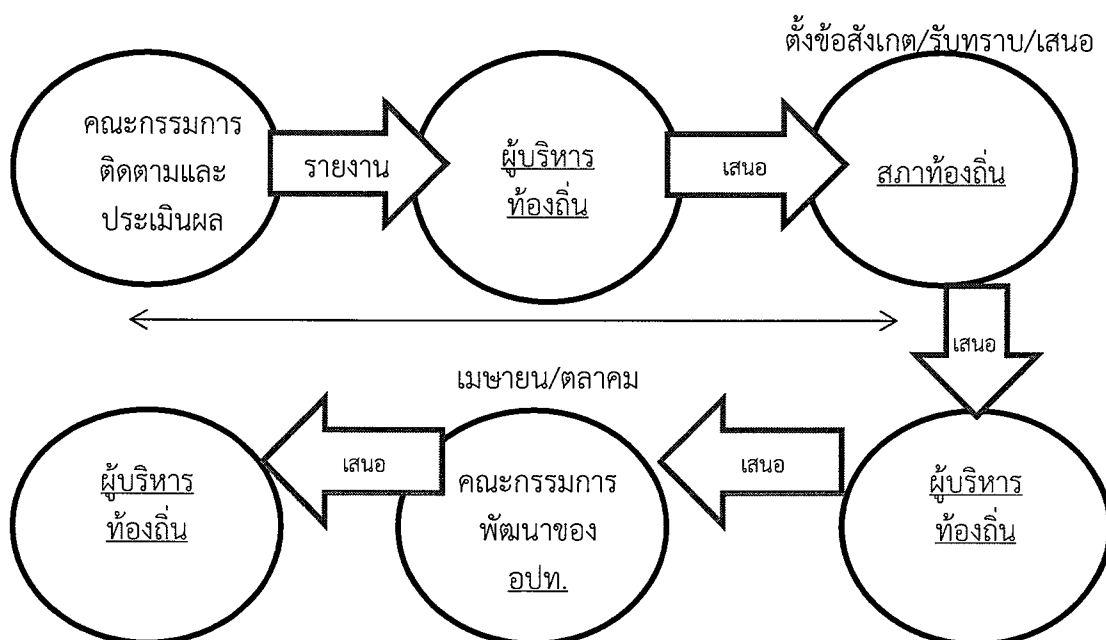 ตั้งข้อสังเกต/รับทราบ/เสนอ
คณะกรรมการ
ติดตามและ
ประเมินผล
รายงาน
ผู้บริหาร
ท้องถิ่น
เสนอ
สภาท้องถิ่น
เสนอ
เมษายน/ตลาคม
ผู้บริหาร
ท้องถิ่น
เสนอ
คณะกรรมการ
พัฒนาของ
อปท.
เสนอ
ผู้บริหาร
ท้องถิ่น